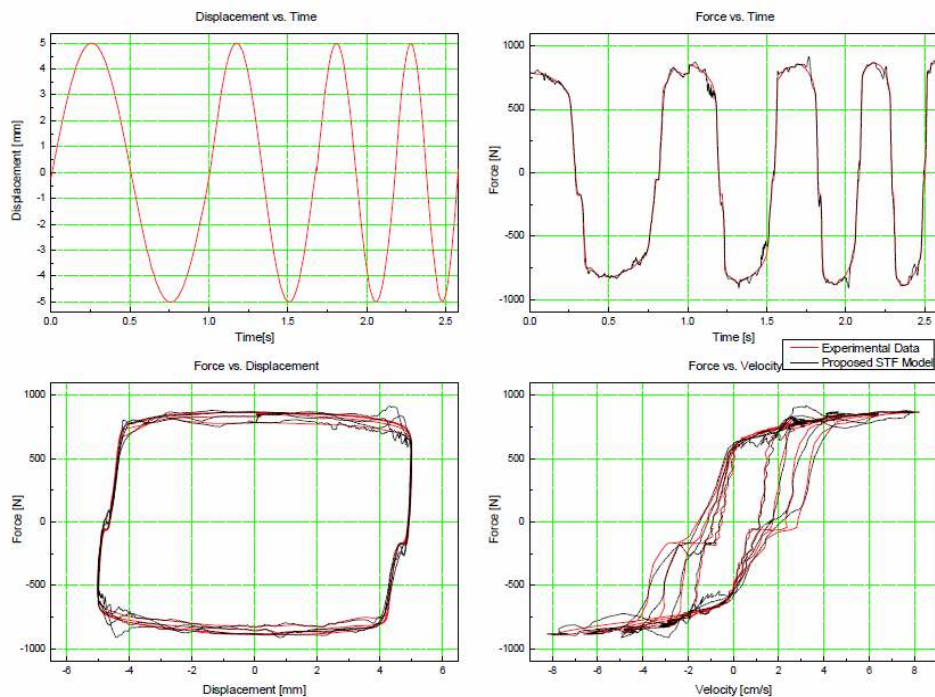 Displacement vs. Time
Force vs. Time
Displacement [mm]
5
4
3
2
1
0
-1
-2
-3
-4
-5
0.0 0.5 1.0 1.5 2.0 2.5
Time[s]
Force [N]
1000
500
0
-500
-1000
0.0 0.5 1.0 1.5 2.0 2.5
Time [s]
Experimental Data
Proposed STF Model
Force vs. Displacement
Force vs. Velocity
Force [N]
1000
500
0
-500
-1000
-6 -4 -2 0 2 4 6
Displacement [mm]
Force [N]
1000
500
0
-500
-1000
-8 -6 -4 -2 0 2 4 6 8
Velocity [cm/s]